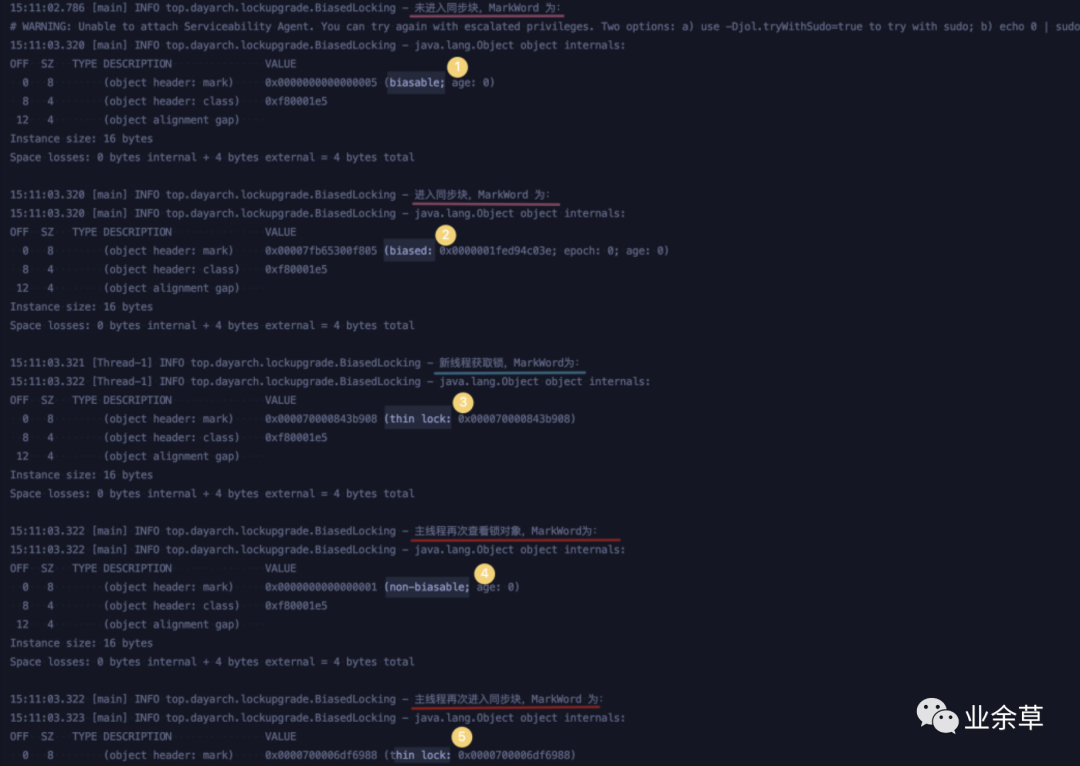 15:11:02.786 [main] INFO top.dayarch.lockupgrade.BiasedLocking - 未进入同步块，MarkWord 为：
# WARNING: Unable to attach Serviceability Agent. You can try again with escalated privileges. Two options: a) use -Djol.tryWithSudo=true to try with sudo; b) echo 0 | sudo
15:11:03.320 [main] INFO top.dayarch.lockupgrade.BiasedLocking - java.lang.Object object internals:
OFF SZ TYPE DESCRIPTION VALUE
1
0 8 (object header: mark) 0x0000000000000005 (biasable; age: 0)
8 4 (object header: class) 0xf80001e5
12 4 (object alignment gap)
Instance size: 16 bytes
Space losses: 0 bytes internal + 4 bytes external = 4 bytes total
15:11:03.320 [main] INFO top.dayarch.lockupgrade.BiasedLocking - 进入同步块，MarkWord 为：
15:11:03.320 [main] INFO top.dayarch.lockupgrade.BiasedLocking - java.lang.Object object internals:
OFF SZ TYPE DESCRIPTION VALUE
2
0 8 (object header: mark) 0x00007fb65300f805 (biased: 0x0000001fed94c03e; epoch: 0; age: 0)
8 4 (object header: class) 0xf80001e5
12 4 (object alignment gap)
Instance size: 16 bytes
Space losses: 0 bytes internal + 4 bytes external = 4 bytes total
15:11:03.321 [Thread-1] INFO top.dayarch.lockupgrade.BiasedLocking - 新线程获取锁，MarkWord为：
15:11:03.322 [Thread-1] INFO top.dayarch.lockupgrade.BiasedLocking - java.lang.Object object internals:
OFF SZ TYPE DESCRIPTION VALUE
3
0 8 (object header: mark) 0x000070000843b908 (thin lock: 0x000070000843b908)
8 4 (object header: class) 0xf80001e5
12 4 (object alignment gap)
Instance size: 16 bytes
Space losses: 0 bytes internal + 4 bytes external = 4 bytes total
15:11:03.322 [main] INFO top.dayarch.lockupgrade.BiasedLocking - 主线程再次查看锁对象，MarkWord为：
15:11:03.322 [main] INFO top.dayarch.lockupgrade.BiasedLocking - java.lang.Object object internals:
OFF SZ TYPE DESCRIPTION VALUE
4
0 8 (object header: mark) 0x0000000000000001 (non-biasable; age: 0)
8 4 (object header: class) 0xf80001e5
12 4 (object alignment gap)
Instance size: 16 bytes
Space losses: 0 bytes internal + 4 bytes external = 4 bytes total
15:11:03.322 [main] INFO top.dayarch.lockupgrade.BiasedLocking - 主线程再次进入同步块，MarkWord 为：
15:11:03.323 [main] INFO top.dayarch.lockupgrade.BiasedLocking - java.lang.Object object internals:
OFF SZ TYPE DESCRIPTION VALUE
5
0 8 (object header: mark) 0x0000700006df6988 (thin lock: 0x0000700006df6988)
业余草